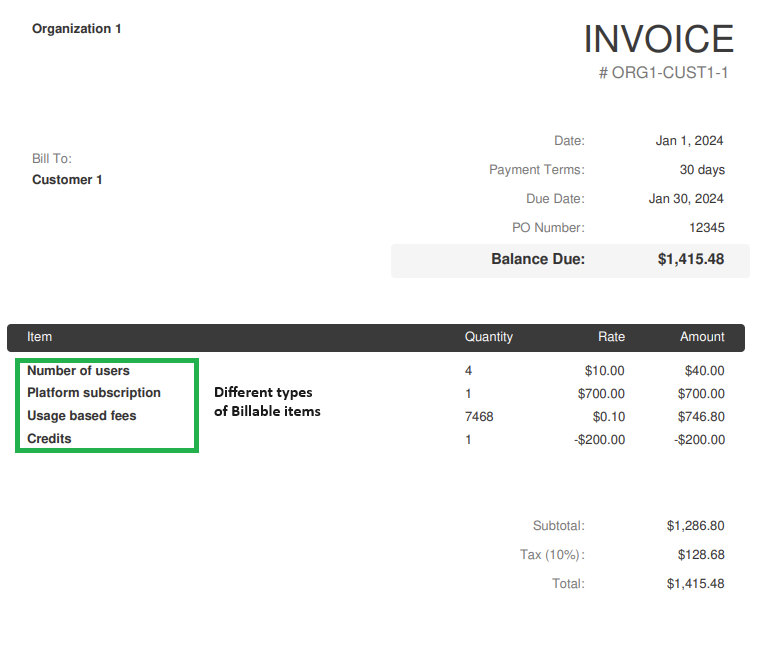 Organization 1
INVOICE
# ORG1-CUST1-1
Date: Jan 1, 2024
Bill To:
Customer 1
Payment Terms: 30 days
Due Date: Jan 30, 2024
PO Number: 12345
Balance Due: $1,415.48
Item Quantity Rate Amount
Number of users 4 $10.00 $40.00
Platform subscription 1 $700.00 $700.00
Usage based fees 7468 $0.10 $746.80
Credits 1 -$200.00 -$200.00
Different types
of Billable items
Subtotal: $1,286.80
Tax (10%): $128.68
Total: $1,415.48